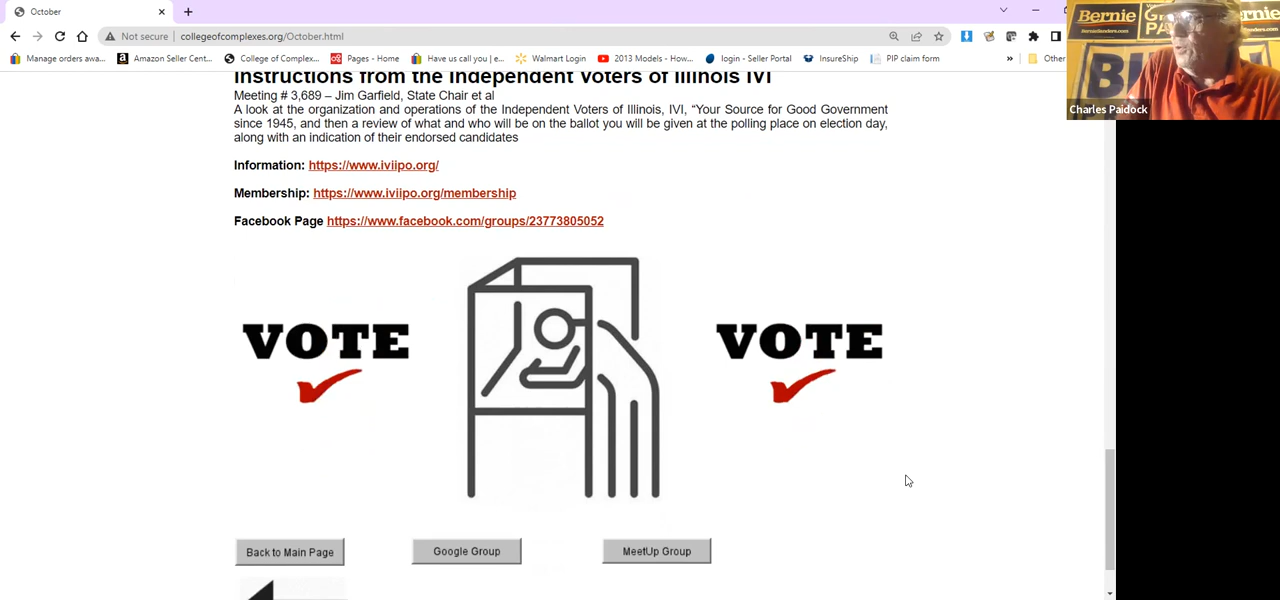 October
Not secure | collegeofcomplexes.org/October.html
Manage orders awa... Amazon Seller Cent... College of Complex... Pages - Home Have us call you | e... Walmart Login 2013 Models - How... login - Seller Portal InsureShip PIP claim form » Other
Bernie
Berniesanders.com
Charles Paidock
Instructions from the Independent Voters of Illinois IVI
Meeting # 3,689 – Jim Garfield, State Chair et al
A look at the organization and operations of the Independent Voters of Illinois, IVI, “Your Source for Good Government
since 1945, and then a review of what and who will be on the ballot you will be given at the polling place on election day,
along with an indication of their endorsed candidates
Information: https://www.iviipo.org/
Membership: https://www.iviipo.org/membership
Facebook Page https://www.facebook.com/groups/23773805052
VOTE
VOTE
Back to Main Page
Google Group
MeetUp Group